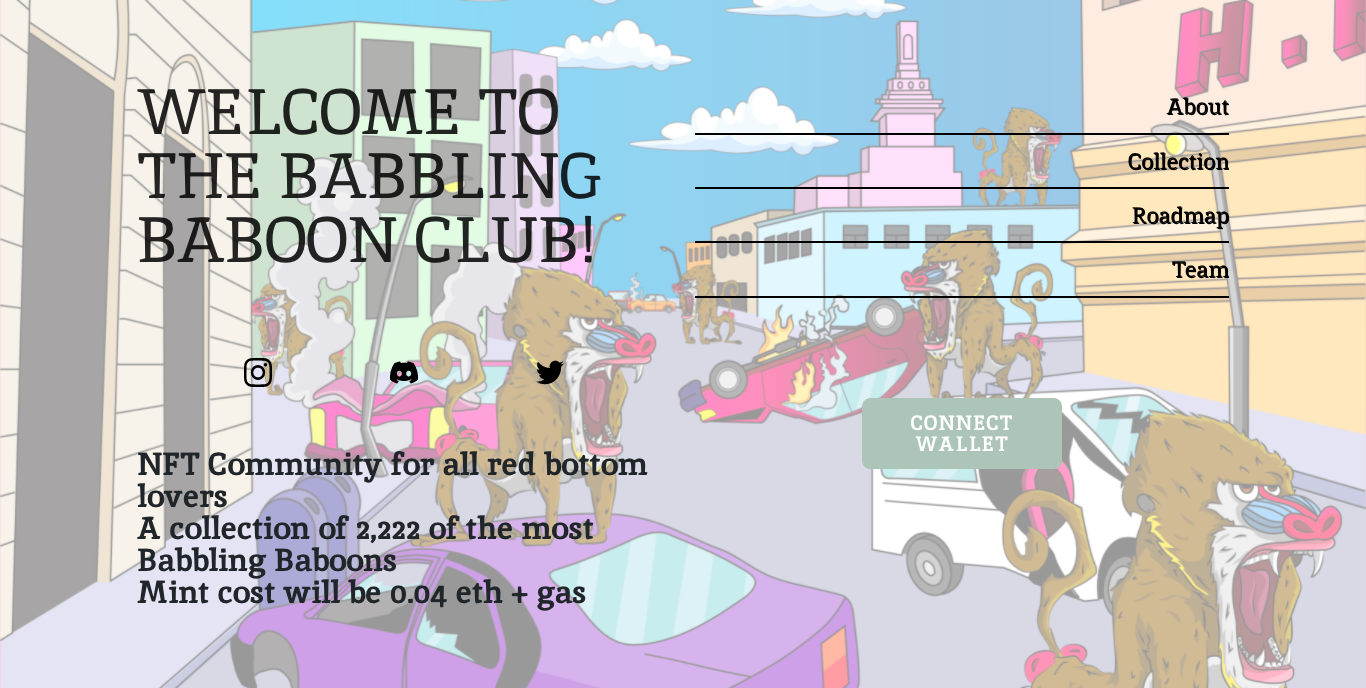 WELCOME TO
THE BABBLING
BABOON CLUB!
About
Collection
Roadmap
Team
CONNECT
WALLET
NFT Community for all red bottom
lovers
A collection of 2,222 of the most
Babbling Baboons
Mint cost will be 0.04 eth + gas